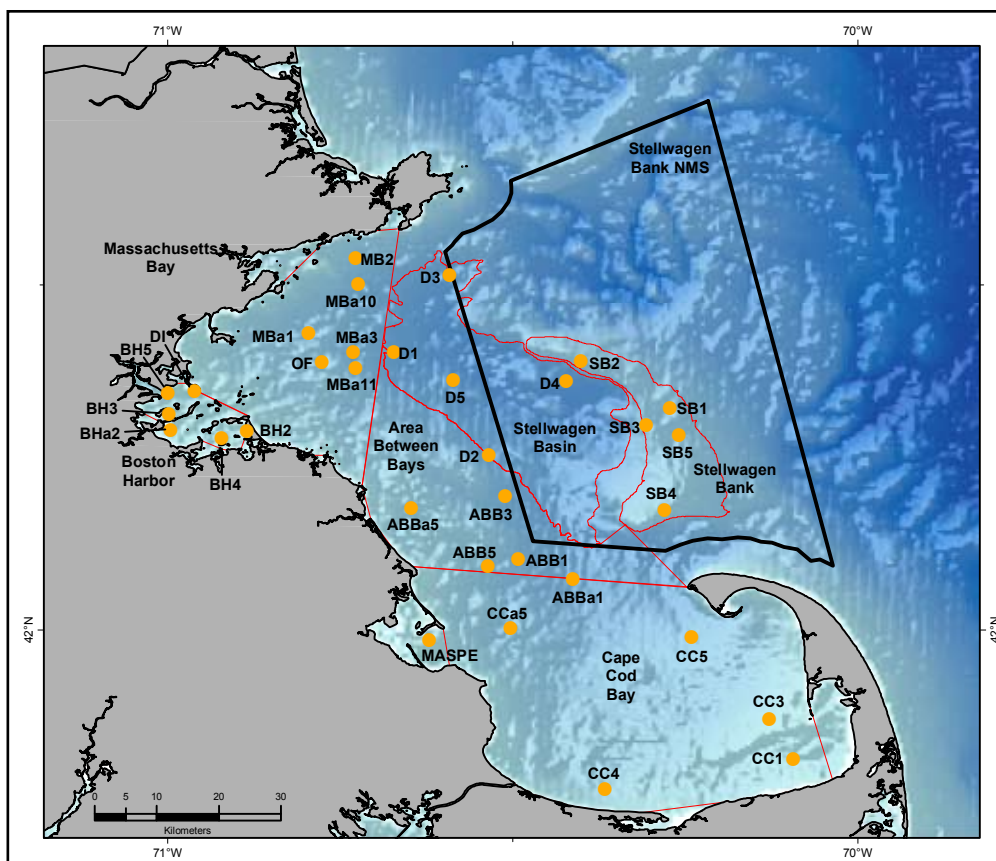 71°W
70°W
Stellwagen
Bank NMS
Massachusetts
Bay
MB2
D3
MBa10
DI
MBa1
MBa3
D1
BH5
OF
MBa11
SB2
D4
D5
BH3
SB1
BHa2
BH2
Area
Between
Bays
Stellwagen
Basin
SB3
SB5
Boston
Harbor
BH4
D2
Stellwagen
Bank
ABBa5
ABB3
SB4
ABB5
ABB1
ABBa1
CCa5
42°N
42°N
MASPE
Cape
Cod
Bay
CC5
CC3
CC1
CC4
0 5 10 20 30
Kilometers
71°W
70°W